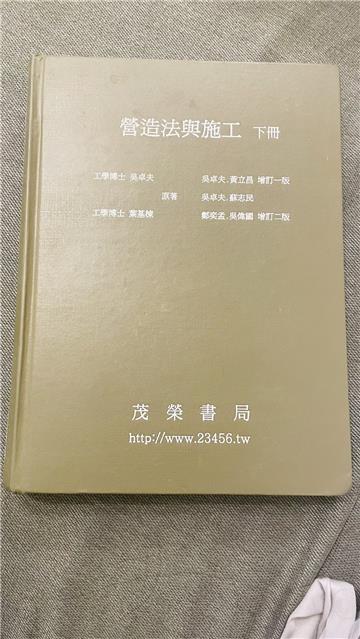 營造法與施工 下冊
工學博士 吳卓夫 吳卓夫.黃立昌 增訂一版
原著 吳卓夫.蘇志民
工學博士 葉基棟 鄭奕孟.吳偉國 增訂二版
茂榮書局
http://www.23456.tw